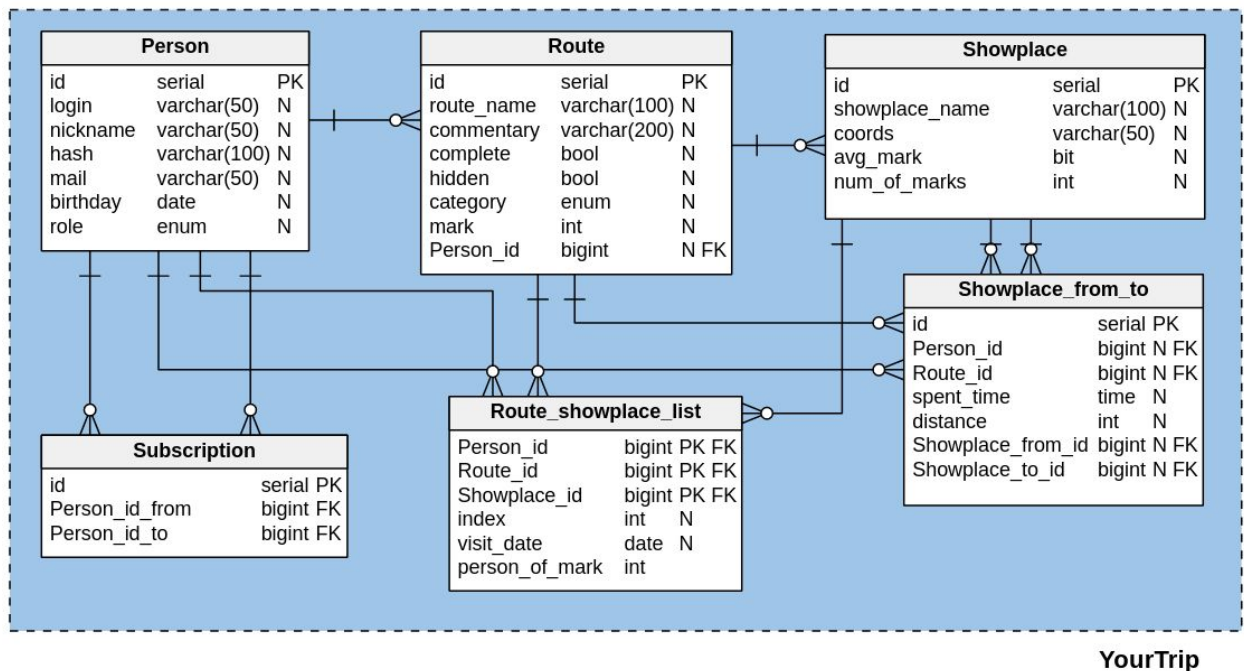 Person
id serial PK
login varchar(50) N
nickname varchar(50) N
hash varchar(100) N
mail varchar(50) N
birthday date N
role enum N
Route
id serial PK
route_name varchar(100) N
commentary varchar(200) N
complete bool N
hidden bool N
category enum N
mark int N
Person_id bigint N FK
Showplace
id serial PK
showplace_name varchar(100) N
coords varchar(50) N
avg_mark bit N
num_of_marks int N
Showplace_from_to
id serial PK
Person_id bigint N FK
Route_id bigint N FK
spent_time time N
distance int N
Showplace_from_id bigint N FK
Showplace_to_id bigint N FK
Subscription
id serial PK
Person_id_from bigint FK
Person_id_to bigint FK
Route_showplace_list
Person_id bigint PK FK
Route_id bigint PK FK
Showplace_id bigint PK FK
index int N
visit_date date N
person_of_mark int
YourTrip